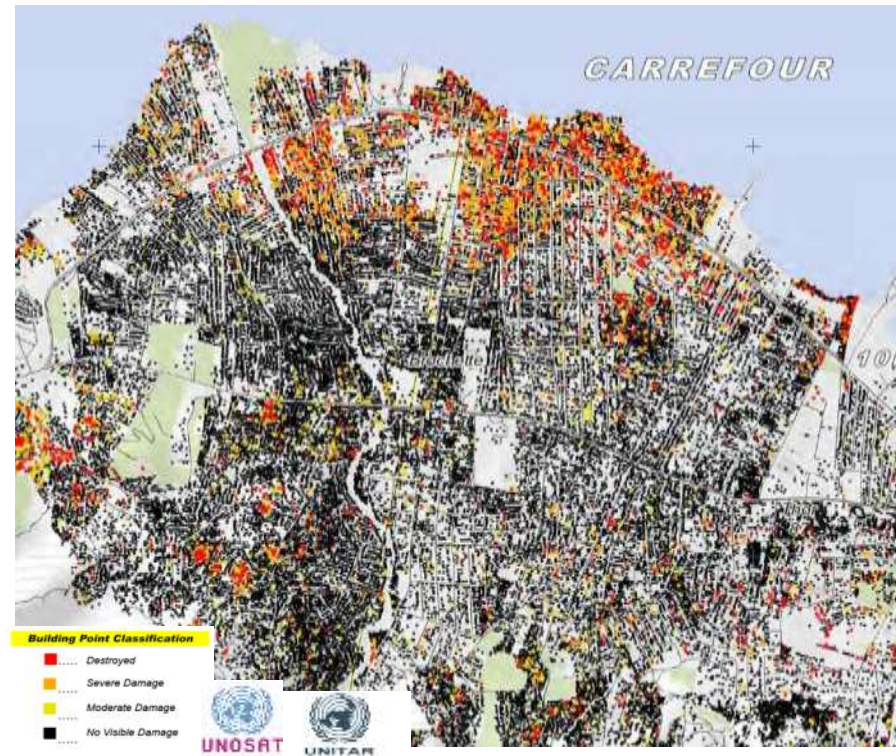 CARREFOUR
Building Point Classification
..... Destroyed
..... Severe Damage
..... Moderate Damage
..... No Visible Damage
UNOSAT
UNITAR